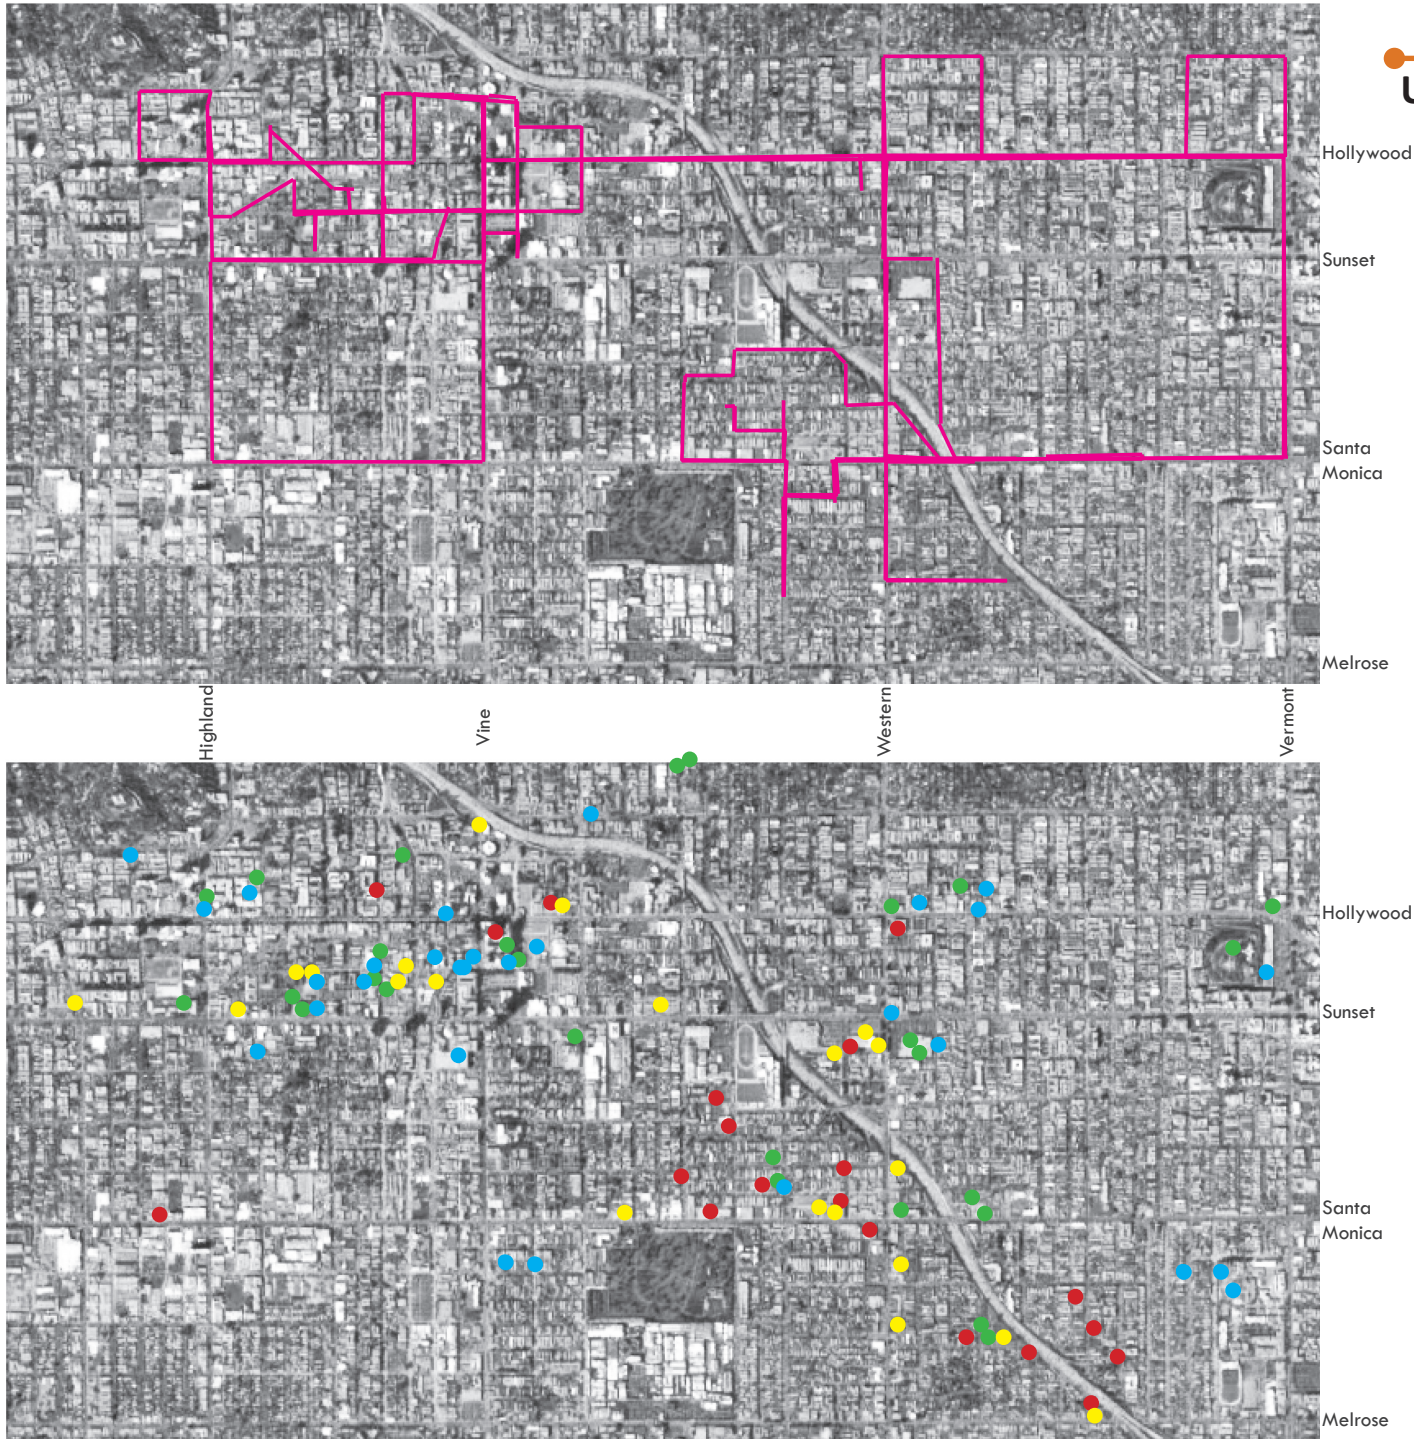 Hollywood
Sunset
Santa
Monica
Melrose
Highland
Vine
Western
Vermont
Hollywood
Sunset
Santa
Monica
Melrose